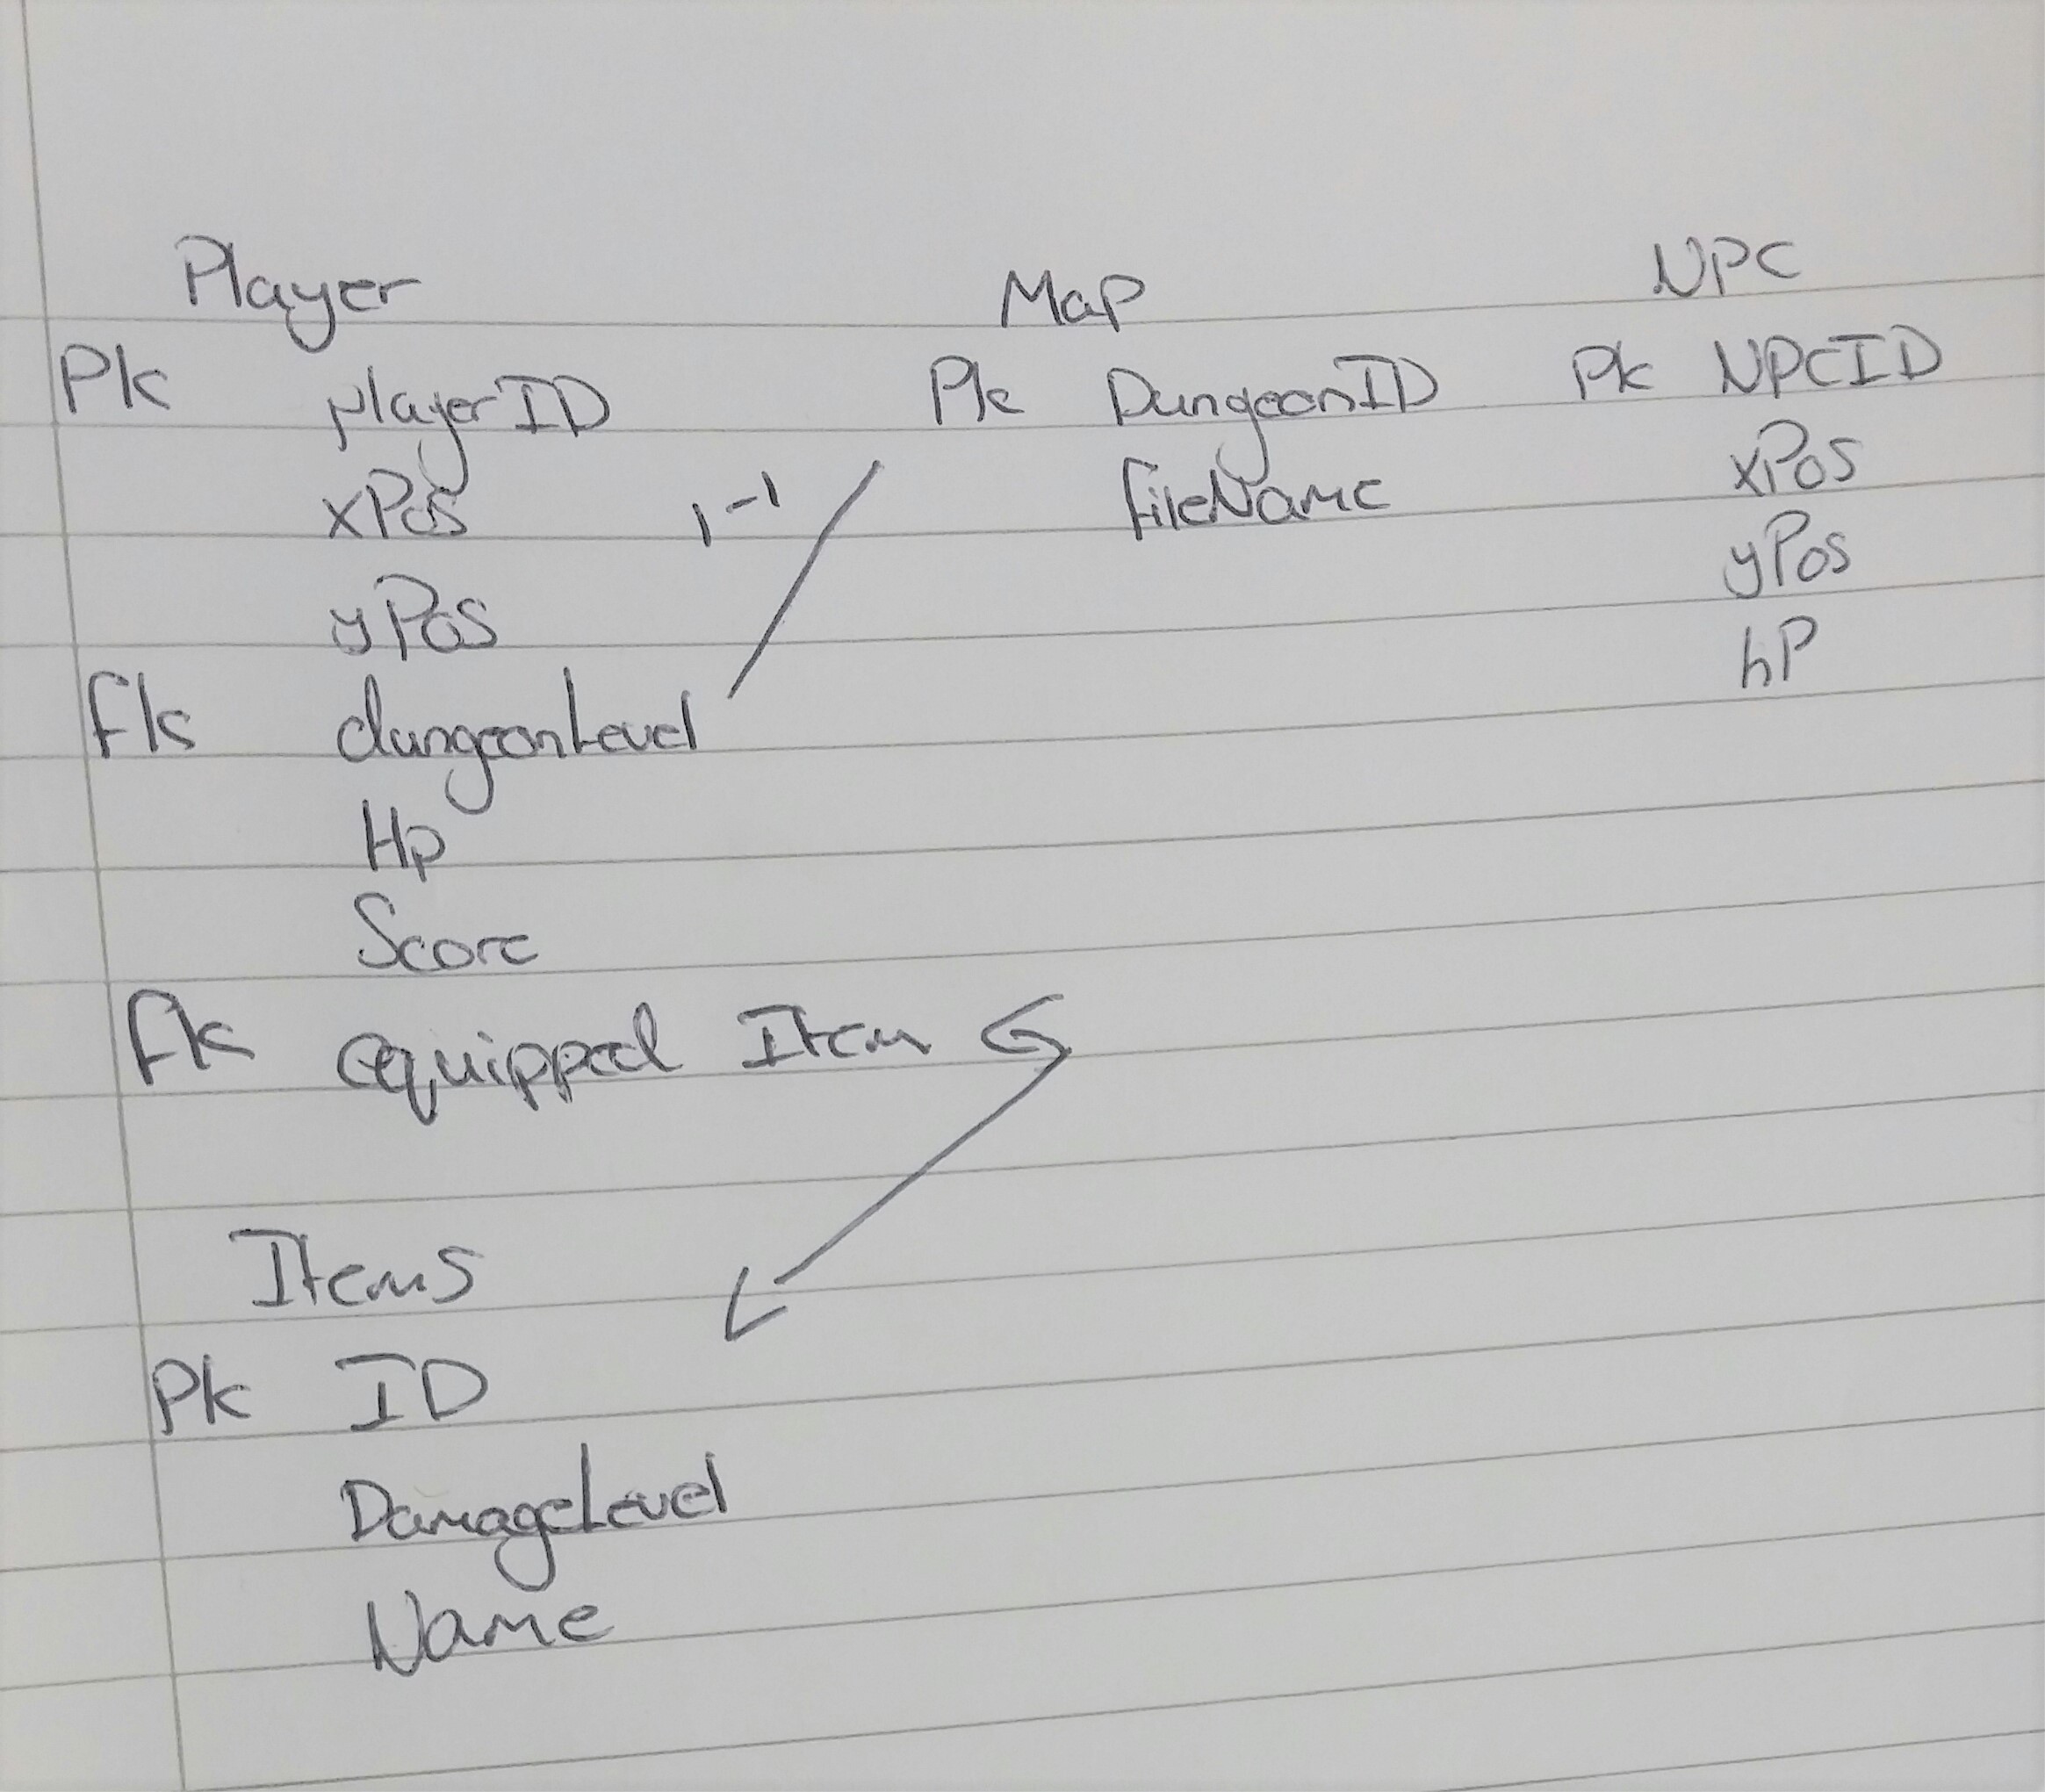 Player
Pk playerID
xPos
yPos
fk dungeonLevel
Hp
Score
fk equipped Item
1-1
Map
Pk DungeonID
fileName
NPC
Pk NPCID
xPos
yPos
hP
Items
Pk ID
DamageLevel
Name